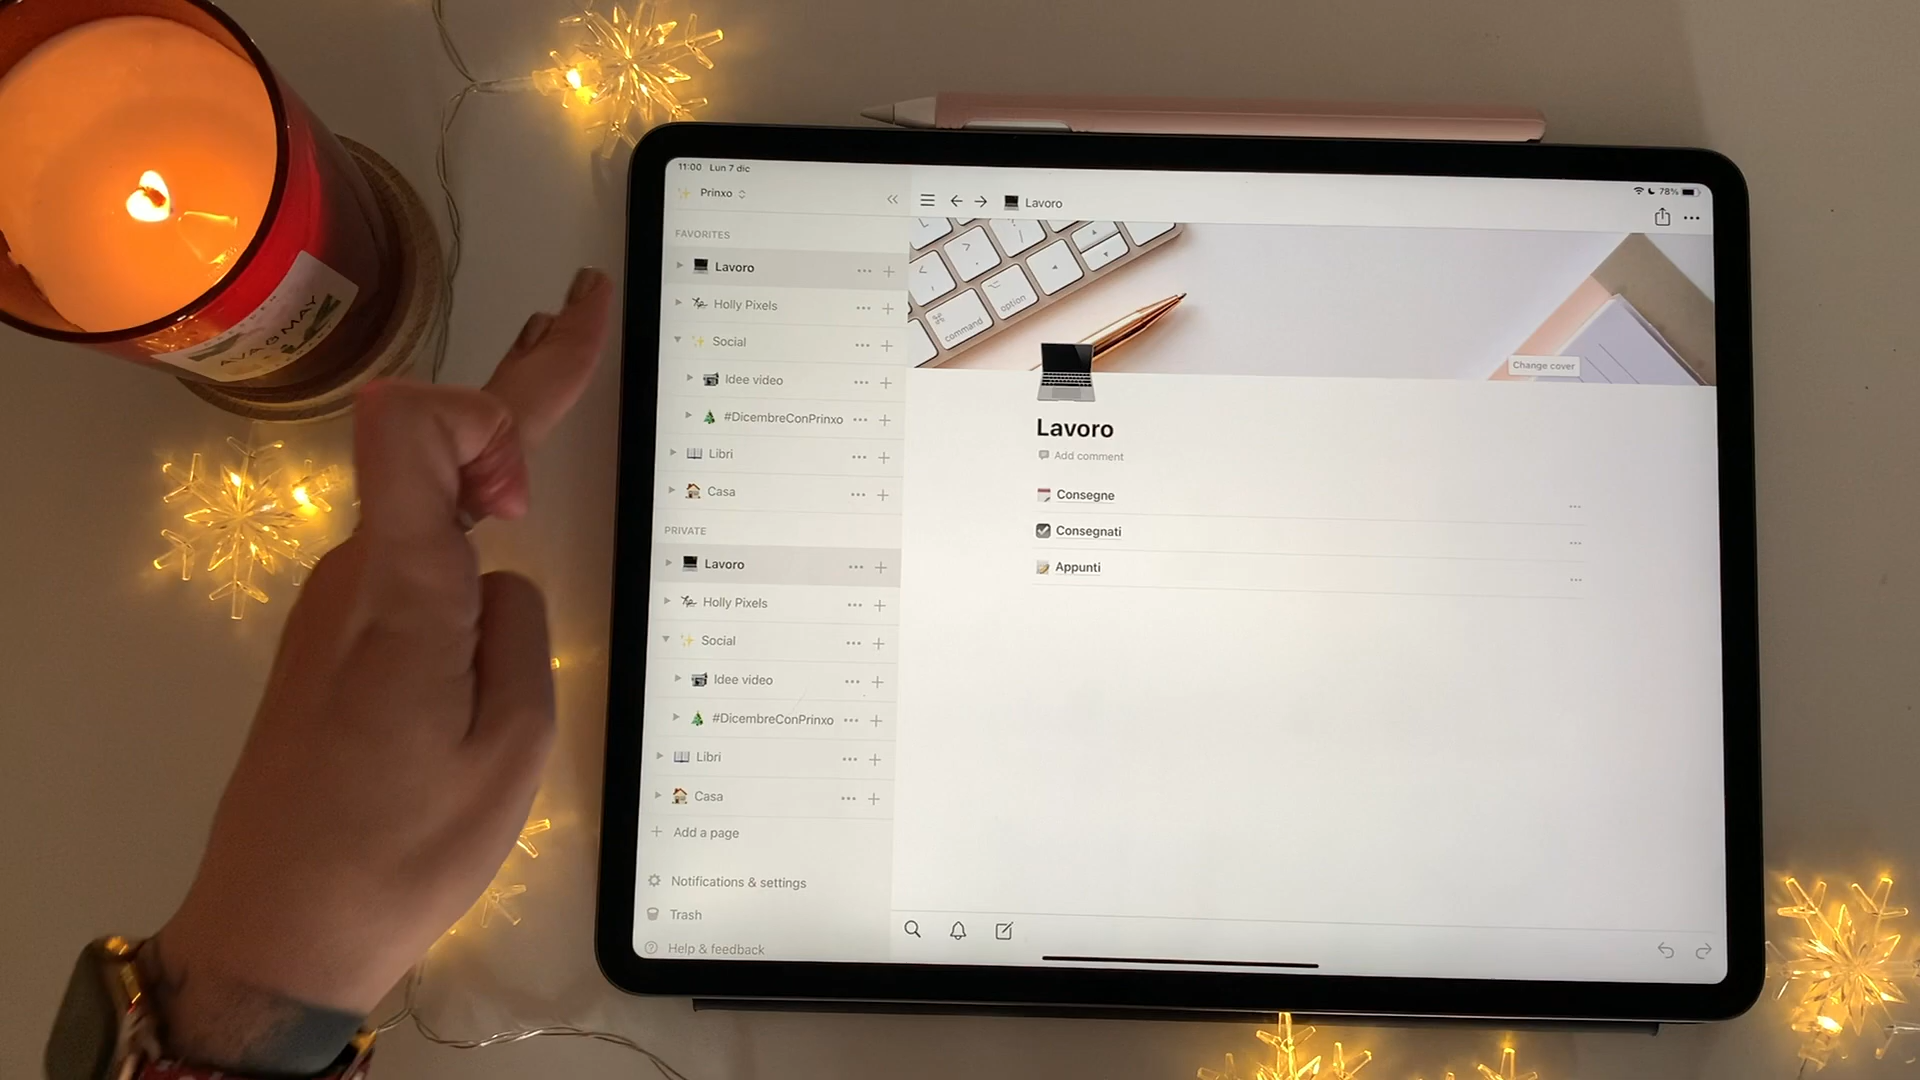 11:00 Lun 7 dic
78%
Prinxo
Lavoro
FAVORITES
Lavoro
Holly Pixels
Social
Idee video
#DicembreConPrinxo
Libri
Casa
PRIVATE
Lavoro
Holly Pixels
Social
Idee video
#DicembreConPrinxo
Libri
Casa
Add a page
Notifications & settings
Trash
Help & feedback
command
option
Change cover
Lavoro
Add comment
Consegne
Consegnati
Appunti
AVA & MAY